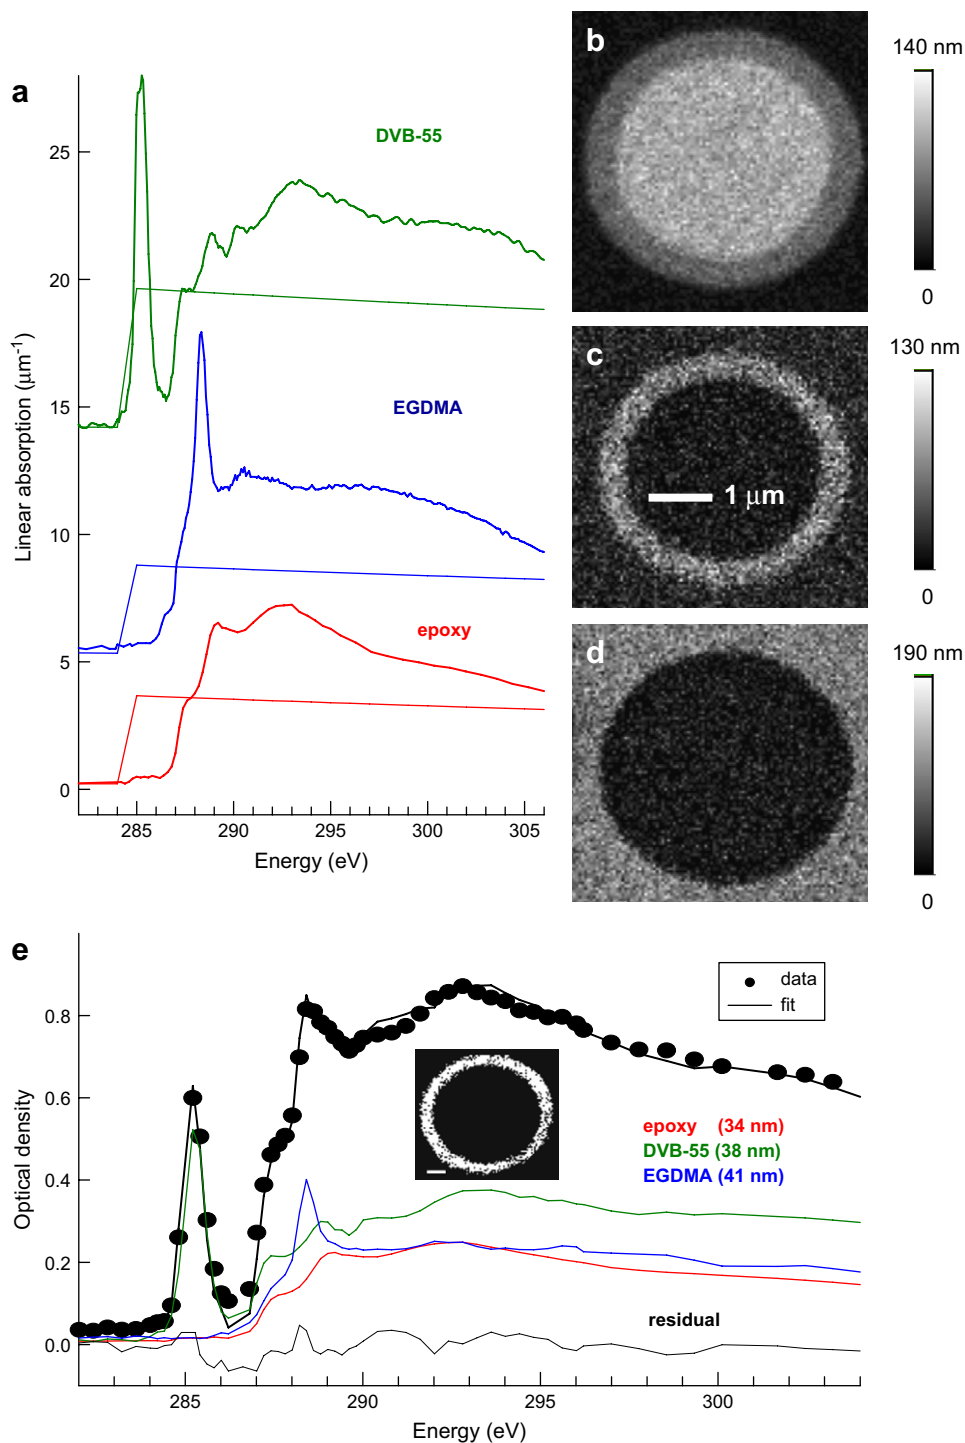 a
DVB-55
EGDMA
epoxy
Linear absorption (µm⁻¹)
25
20
15
10
5
0
285
290
295
300
305
Energy (eV)
b
140 nm
0
c
1 µm
130 nm
0
d
190 nm
0
e
data
fit
epoxy (34 nm)
DVB-55 (38 nm)
EGDMA (41 nm)
residual
Optical density
0.8
0.6
0.4
0.2
0.0
285
290
295
300
Energy (eV)